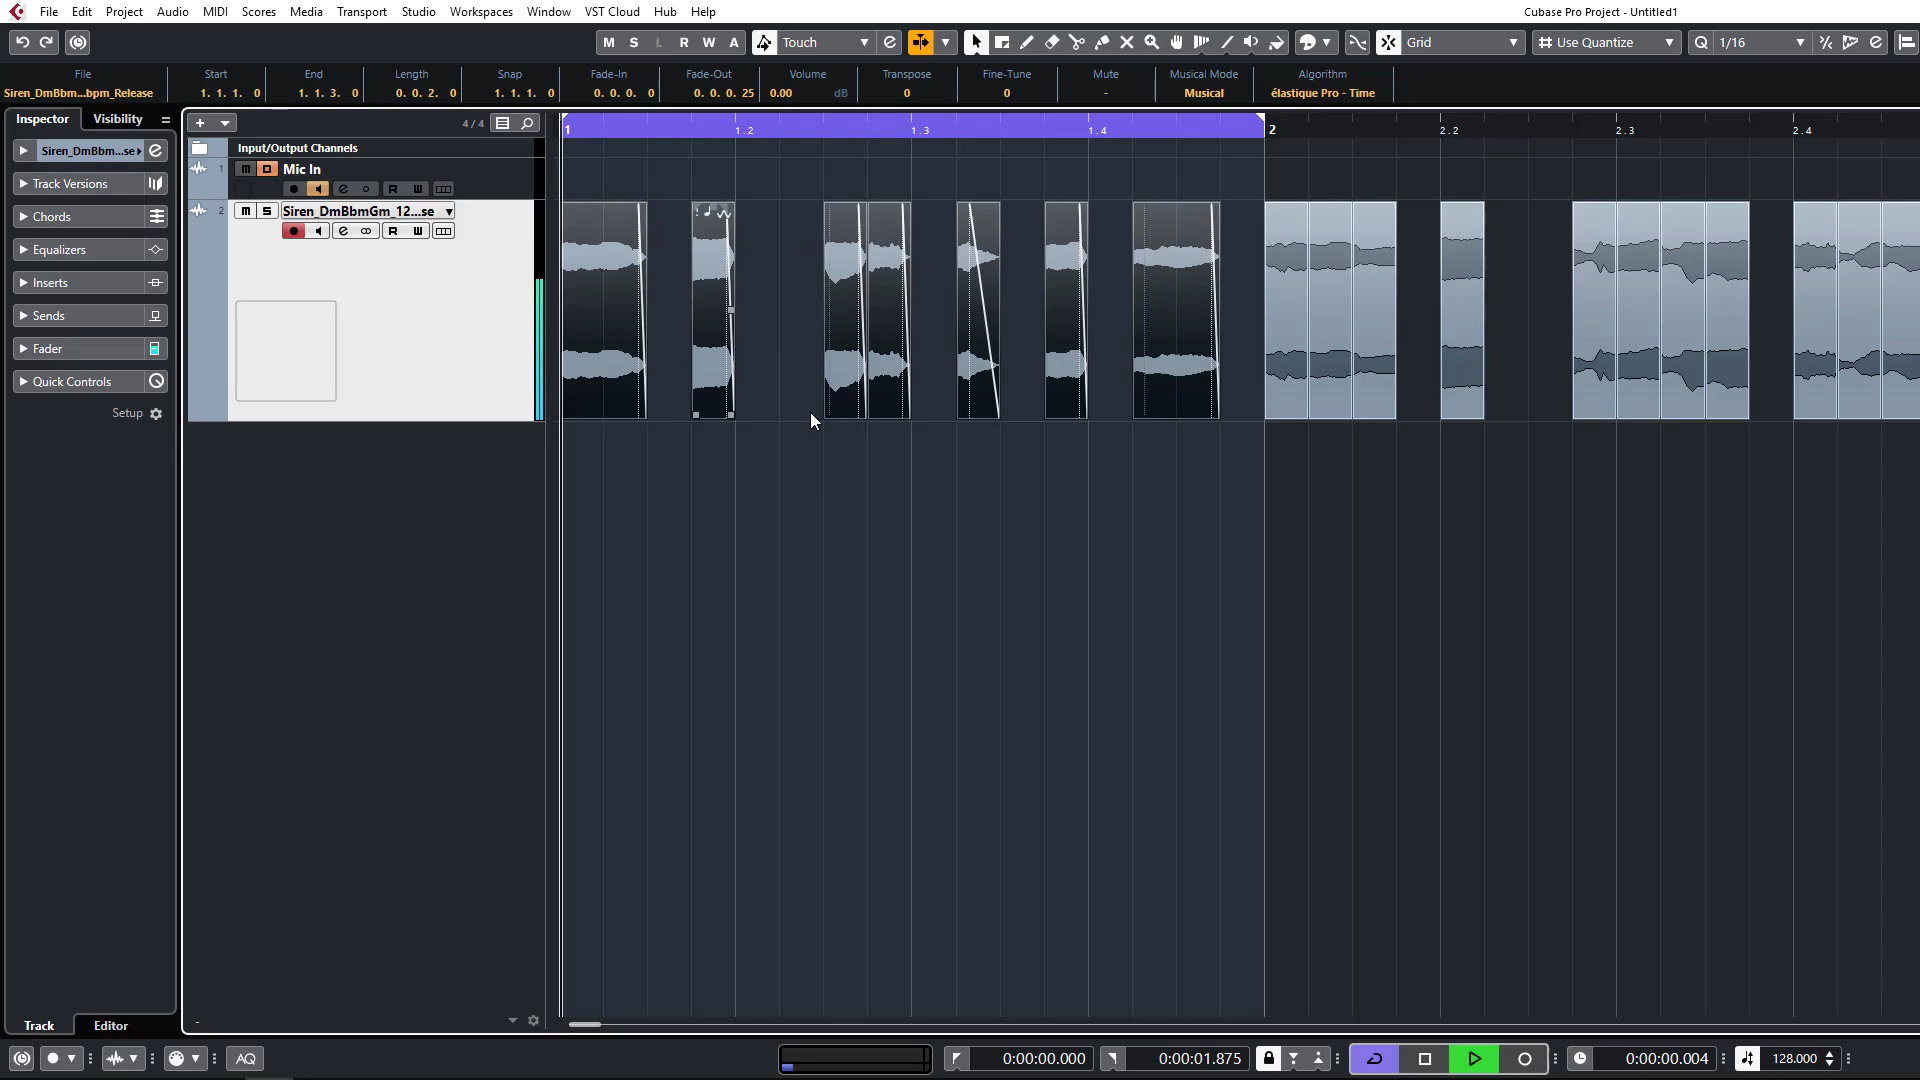 File Edit Project Audio MIDI Scores Media Transport Studio Workspaces Window VST Cloud Hub Help Cubase Pro Project - Untitled1
M S L R W A Touch Grid Use Quantize Q 1/16
File Start End Length Snap Fade-In Fade-Out Volume Transpose Fine-Tune Mute Musical Mode Algorithm
Siren_DmBbm...bpm_Release 1. 1. 1. 0 1. 1. 3. 0 0. 0. 2. 0 1. 1. 1. 0 0. 0. 0. 0 0. 0. 0. 25 0.00 dB 0 0 - Musical élastique Pro - Time
Inspector Visibility 4 / 4 1 1.2 1.3 1.4 2 2.2 2.3 2.4
Siren_DmBbm...se
Track Versions
Chords
Equalizers
Inserts
Sends
Fader
Quick Controls
Setup
Input/Output Channels
1 m Mic In
e R W
2 m S Siren_DmBbmGm_12...se
e R W
Track Editor
AQ 0:00:00.000 0:00:01.875 0:00:00.004 128.000